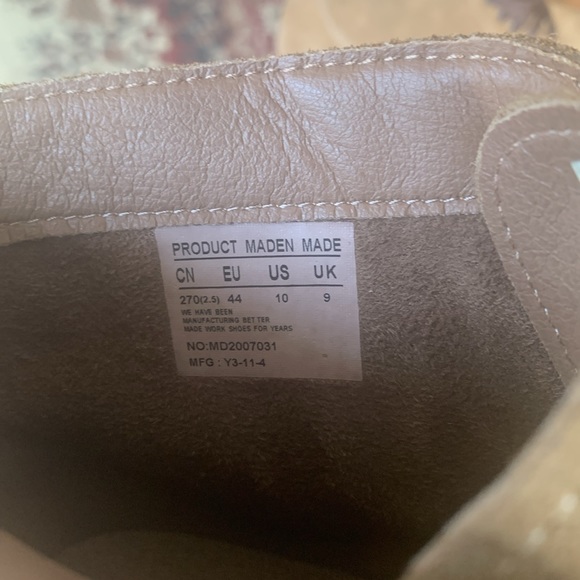 PRODUCT MADEN MADE
CN EU US UK
270(2.5) 44 10 9
WE HAVE BEEN
MANUFACTURING BETTER
MADE WORK SHOES FOR YEARS
NO:MD2007031
MFG : Y3-11-4